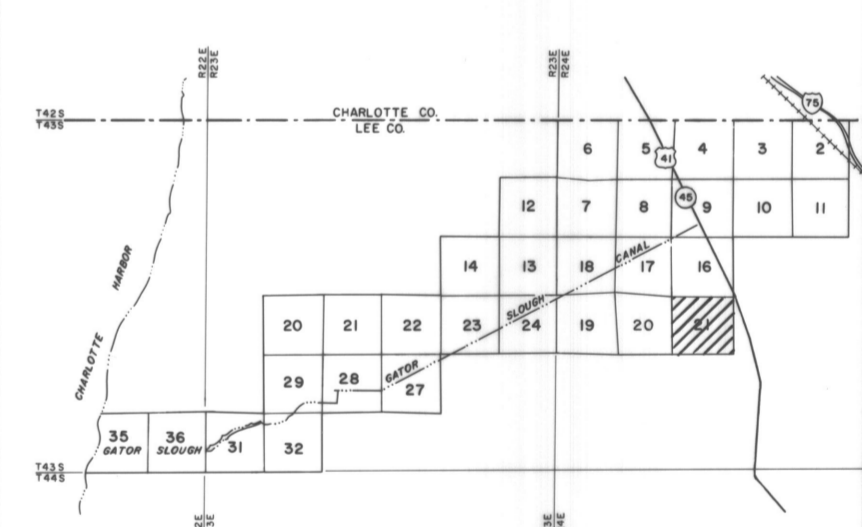 R22E
R23E
R23E
R24E
75
T42S
T43S
CHARLOTTE CO.
LEE CO.
6
5
4
3
2
41
12
7
8
45
9
10
11
HARBOR
CHARLOTTE
14
13
18
CANAL
17
16
20
21
22
23
SLOUGH
24
19
20
21
29
28
GATOR
27
35
GATOR
36
SLOUGH
31
32
T43S
T44S